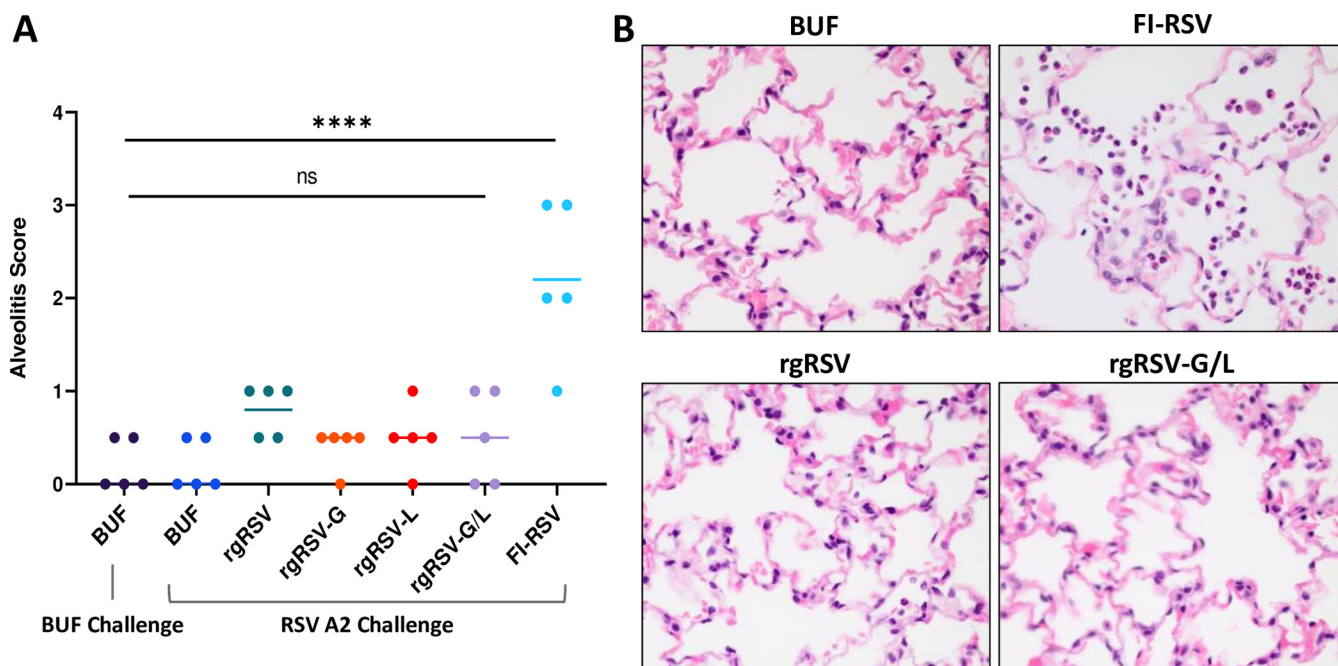 A
4
3
2
1
0
Alveolitis Score
****
ns
BUF
BUF
rgRSV
rgRSV-G
rgRSV-L
rgRSV-G/L
FI-RSV
BUF Challenge
RSV A2 Challenge
B
BUF
FI-RSV
rgRSV
rgRSV-G/L